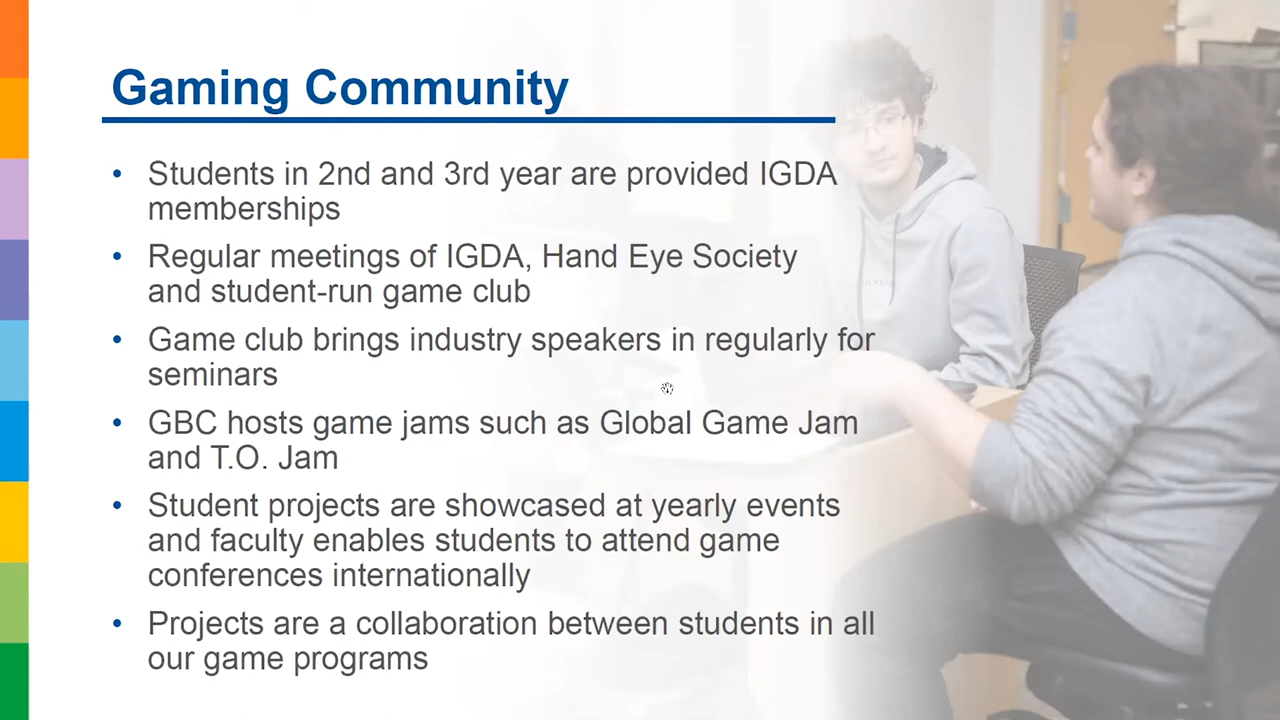 Gaming Community
• Students in 2nd and 3rd year are provided IGDA
memberships
• Regular meetings of IGDA, Hand Eye Society
and student-run game club
• Game club brings industry speakers in regularly for
seminars
• GBC hosts game jams such as Global Game Jam
and T.O. Jam
• Student projects are showcased at yearly events
and faculty enables students to attend game
conferences internationally
• Projects are a collaboration between students in all
our game programs